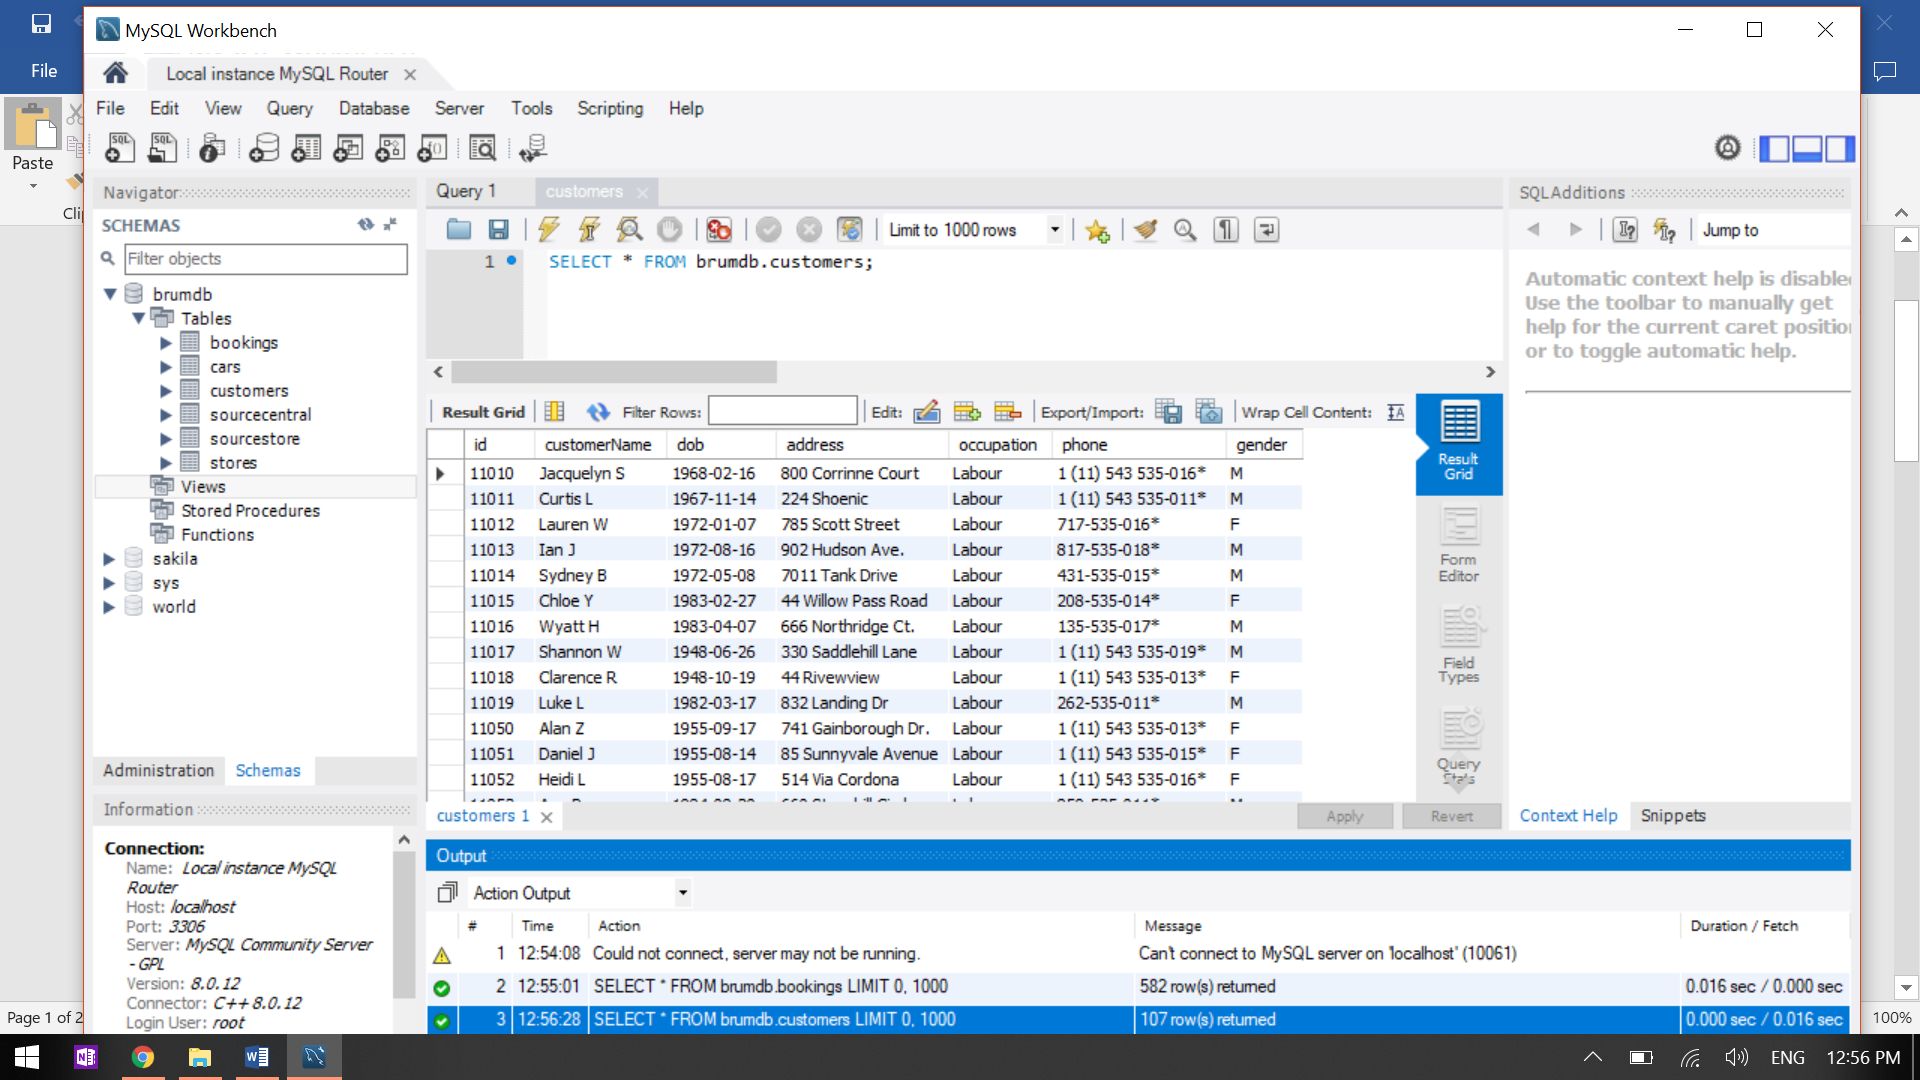 MySQL Workbench
File
Local instance MySQL Router
File Edit View Query Database Server Tools Scripting Help
Paste
Navigator
Query 1 customers
SQLAdditions
SCHEMAS
Limit to 1000 rows
Jump to
Filter objects
1 SELECT * FROM brumdb.customers;
brumdb
Tables
bookings
cars
customers
sourcecentral
sourcestore
stores
Views
Stored Procedures
Functions
sakila
sys
world
Automatic context help is disable
Use the toolbar to manually get
help for the current caret positio
or to toggle automatic help.
Result Grid Filter Rows: Edit: Export/Import: Wrap Cell Content:
id customerName dob address occupation phone gender
11010 Jacquelyn S 1968-02-16 800 Corrinne Court Labour 1 (11) 543 535-016* M
11011 Curtis L 1967-11-14 224 Shoenic Labour 1 (11) 543 535-011* M
11012 Lauren W 1972-01-07 785 Scott Street Labour 717-535-016* F
11013 Ian J 1972-08-16 902 Hudson Ave. Labour 817-535-018* M
11014 Sydney B 1972-05-08 7011 Tank Drive Labour 431-535-015* M
11015 Chloe Y 1983-02-27 44 Willow Pass Road Labour 208-535-014* F
11016 Wyatt H 1983-04-07 666 Northridge Ct. Labour 135-535-017* M
11017 Shannon W 1948-06-26 330 Saddlehill Lane Labour 1 (11) 543 535-019* M
11018 Clarence R 1948-10-19 44 Rivewview Labour 1 (11) 543 535-013* F
11019 Luke L 1982-03-17 832 Landing Dr Labour 262-535-011* M
11050 Alan Z 1955-09-17 741 Gainborough Dr. Labour 1 (11) 543 535-013* F
11051 Daniel J 1955-08-14 85 Sunnyvale Avenue Labour 1 (11) 543 535-015* F
11052 Heidi L 1955-08-17 514 Via Cordona Labour 1 (11) 543 535-016* F
Result
Grid
Form
Editor
Field
Types
Query
Stats
Administration Schemas
customers 1
Apply Revert
Context Help Snippets
Information
Connection:
Name: Local instance MySQL
Router
Host: localhost
Port: 3306
Server: MySQL Community Server
- GPL
Version: 8.0.12
Connector: C++ 8.0.12
Login User: root
Output
Action Output
# Time Action Message Duration / Fetch
1 12:54:08 Could not connect, server may not be running. Can't connect to MySQL server on 'localhost' (10061)
2 12:55:01 SELECT * FROM brumdb.bookings LIMIT 0, 1000 582 row(s) returned 0.016 sec / 0.000 sec
3 12:56:28 SELECT * FROM brumdb.customers LIMIT 0, 1000 107 row(s) returned 0.000 sec / 0.016 sec
Page 1 of 2
100%
ENG 12:56 PM